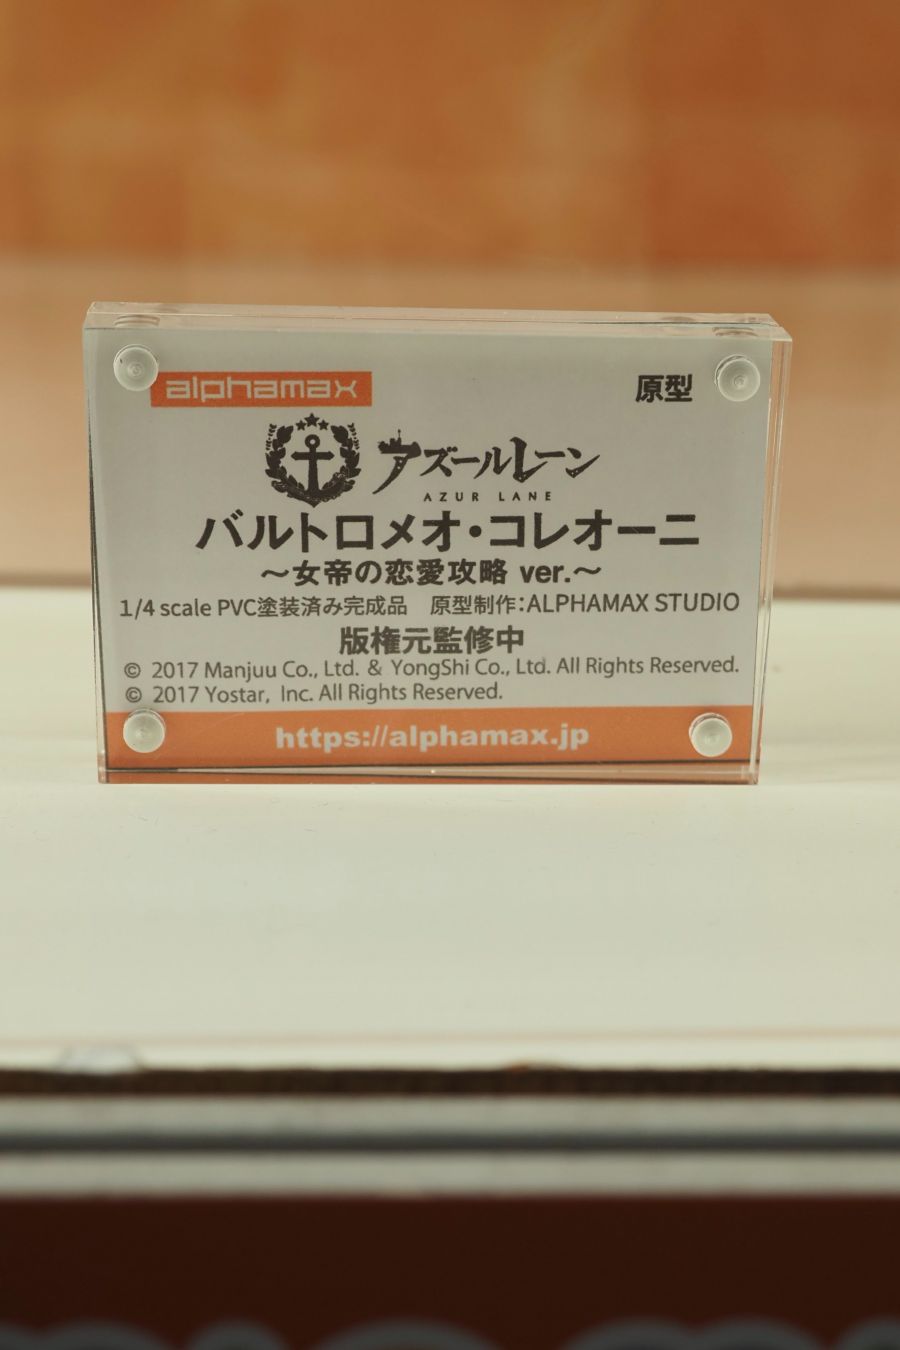 alphamax
原型
アズールレーン
AZUR LANE
バルトロメオ・コレオーニ
～女帝の恋愛攻略 ver.～
1/4 scale PVC塗装済み完成品 原型制作:ALPHAMAX STUDIO
版権元監修中
© 2017 Manjuu Co., Ltd. & YongShi Co., Ltd. All Rights Reserved.
© 2017 Yostar, Inc. All Rights Reserved.
https://alphamax.jp